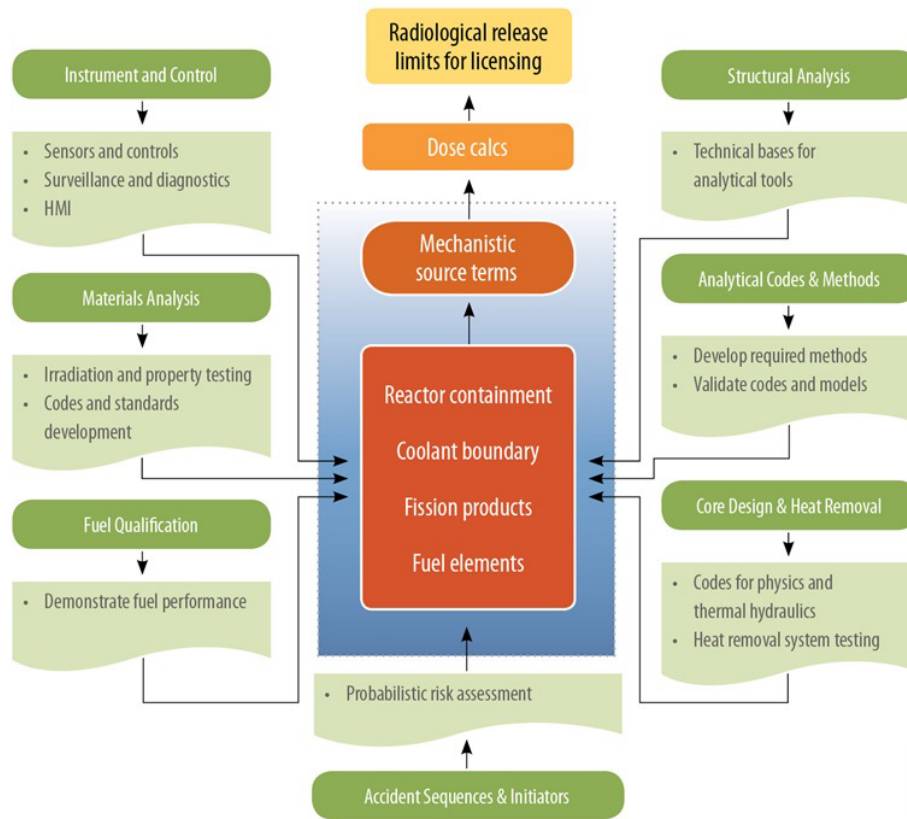 Radiological release
limits for licensing
Dose calcs
Mechanistic
source terms
Reactor containment
Coolant boundary
Fission products
Fuel elements
• Probabilistic risk assessment
Accident Sequences & Initiators
Instrument and Control
• Sensors and controls
• Surveillance and diagnostics
• HMI
Materials Analysis
• Irradiation and property testing
• Codes and standards
development
Fuel Qualification
• Demonstrate fuel performance
Structural Analysis
• Technical bases for
analytical tools
Analytical Codes & Methods
• Develop required methods
• Validate codes and models
Core Design & Heat Removal
• Codes for physics and
thermal hydraulics
• Heat removal system testing